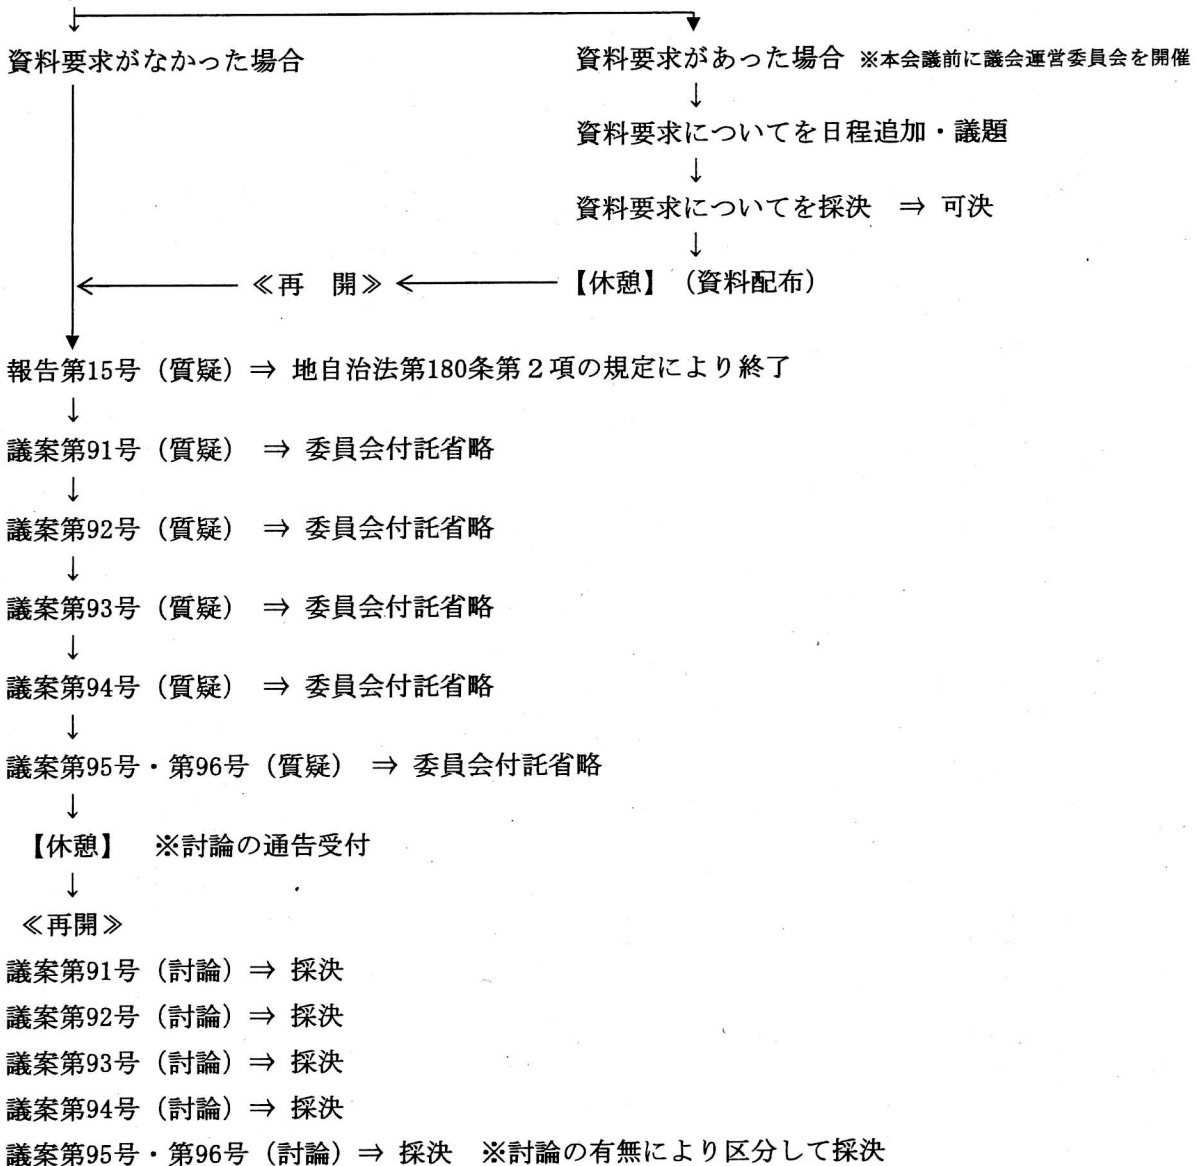 資料要求がなかった場合
資料要求があった場合 ※本会議前に議会運営委員会を開催
↓
資料要求についてを日程追加・議題
↓
資料要求についてを採決 ⇒ 可決
↓
≪再 開≫ ← 【休憩】(資料配布)
報告第15号(質疑)⇒ 地自治法第180条第2項の規定により終了
↓
議案第91号(質疑) ⇒ 委員会付託省略
↓
議案第92号(質疑) ⇒ 委員会付託省略
↓
議案第93号(質疑) ⇒ 委員会付託省略
↓
議案第94号(質疑) ⇒ 委員会付託省略
↓
議案第95号・第96号(質疑) ⇒ 委員会付託省略
↓
【休憩】 ※討論の通告受付
↓
≪再開≫
議案第91号(討論)⇒ 採決
議案第92号(討論)⇒ 採決
議案第93号(討論)⇒ 採決
議案第94号(討論)⇒ 採決
議案第95号・第96号(討論)⇒ 採決 ※討論の有無により区分して採決